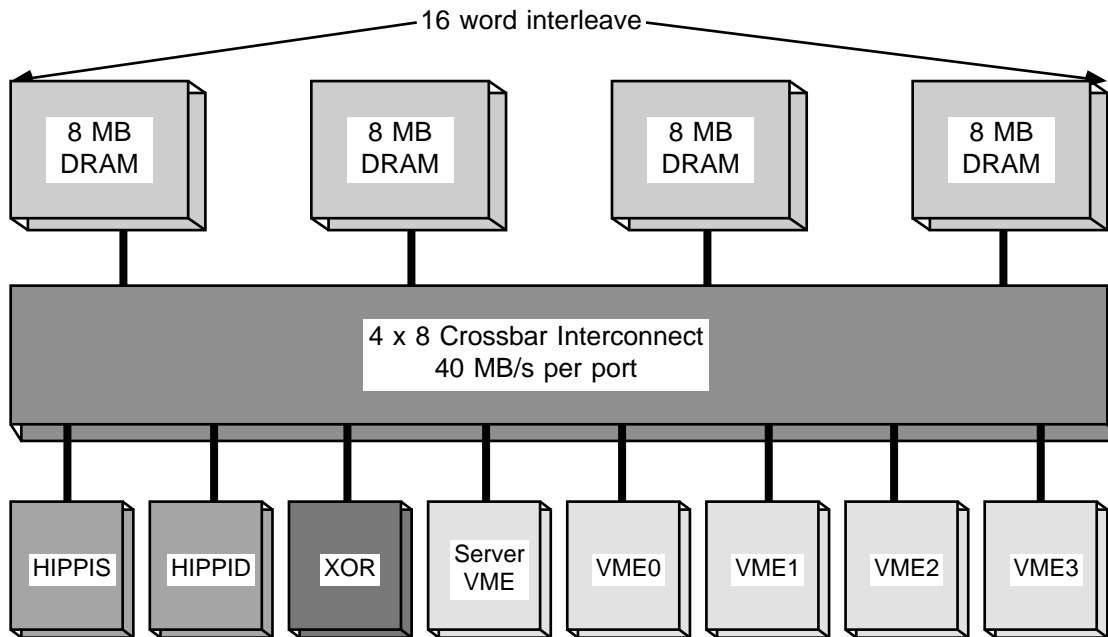 16 word interleave
8 MB
DRAM
8 MB
DRAM
8 MB
DRAM
8 MB
DRAM
4 x 8 Crossbar Interconnect
40 MB/s per port
HIPPIS
HIPPID
XOR
Server
VME
VME0
VME1
VME2
VME3